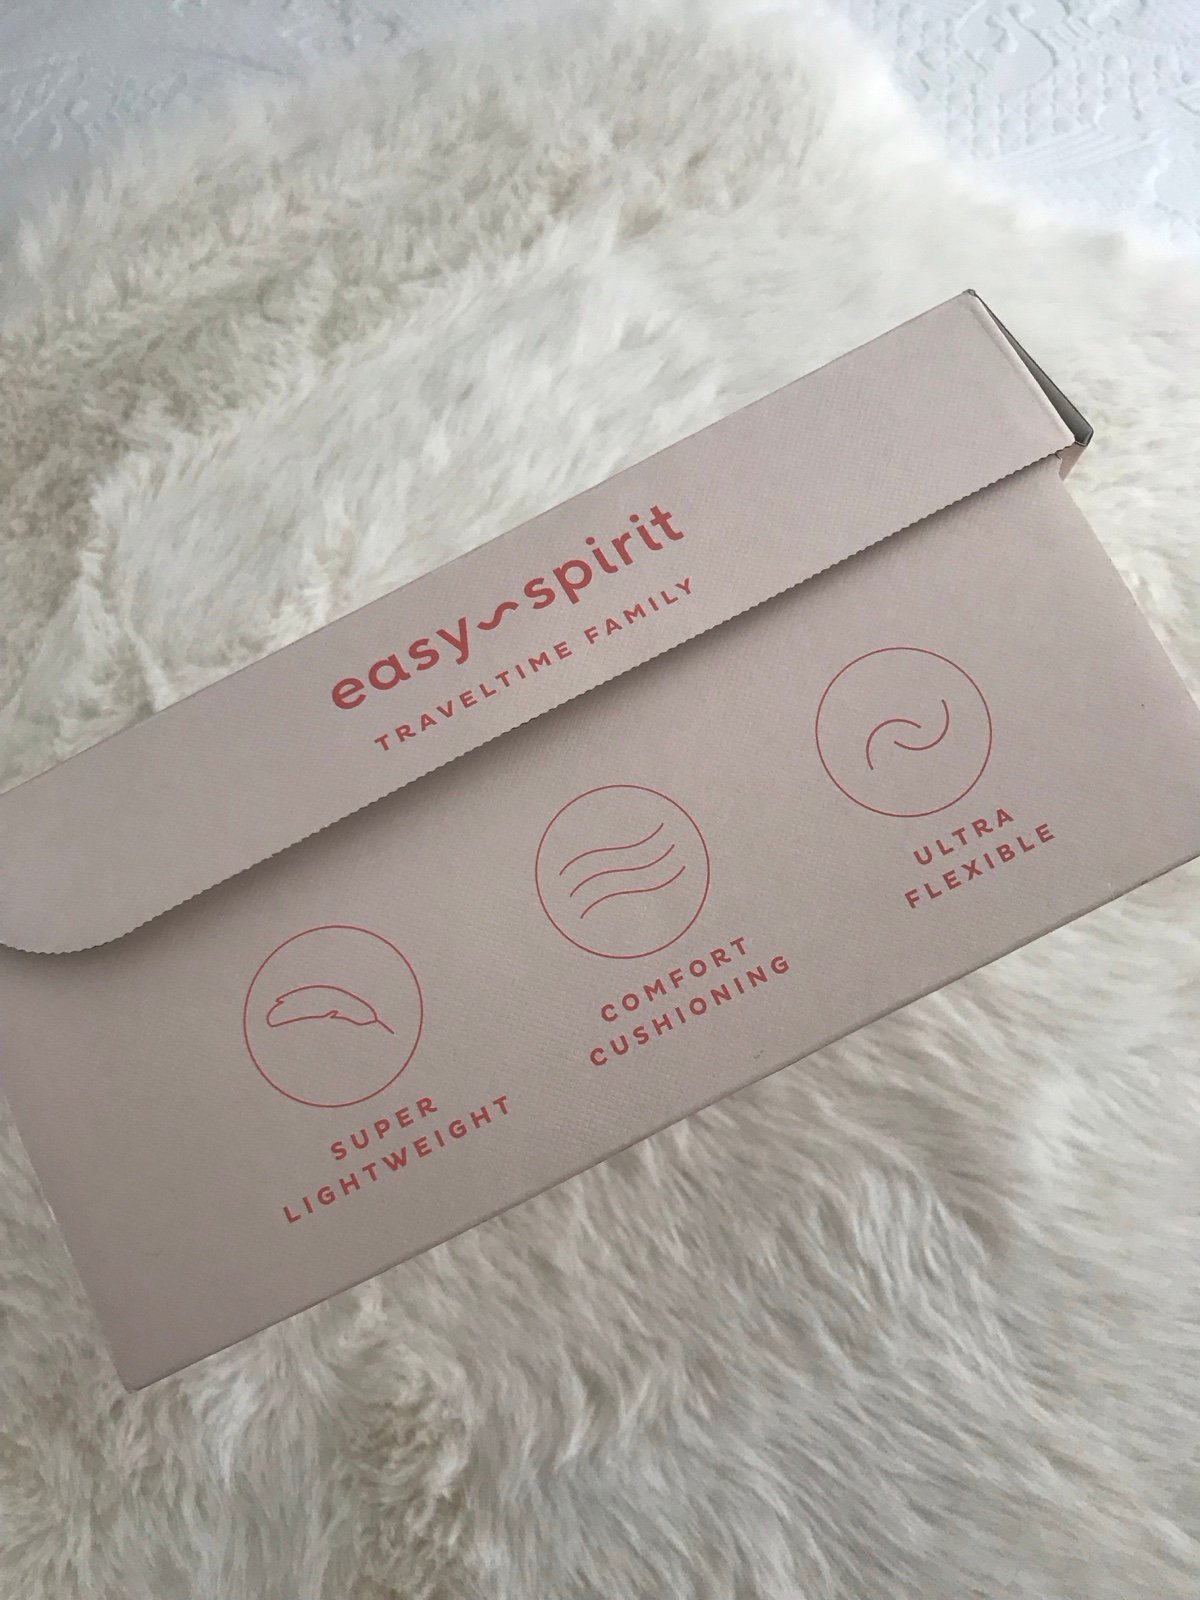 easy~spirit
TRAVELTIME FAMILY
SUPER
LIGHTWEIGHT
COMFORT
CUSHIONING
ULTRA
FLEXIBLE